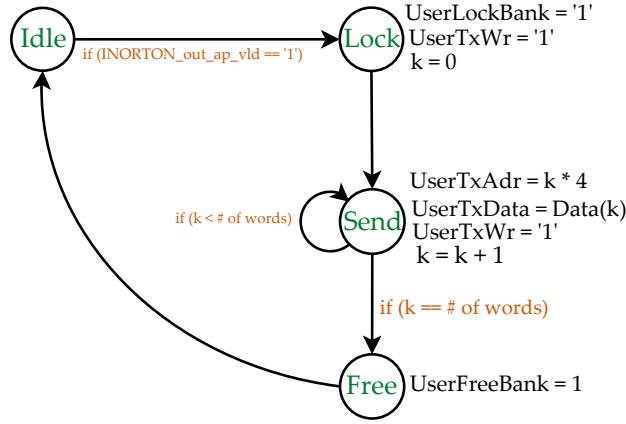 Idle
if (INORTON_out_ap_vld == '1')
Lock
UserLockBank = '1'
UserTxWr = '1'
k = 0
if (k < # of words)
Send
UserTxAdr = k * 4
UserTxData = Data(k)
UserTxWr = '1'
k = k + 1
if (k == # of words)
Free
UserFreeBank = 1